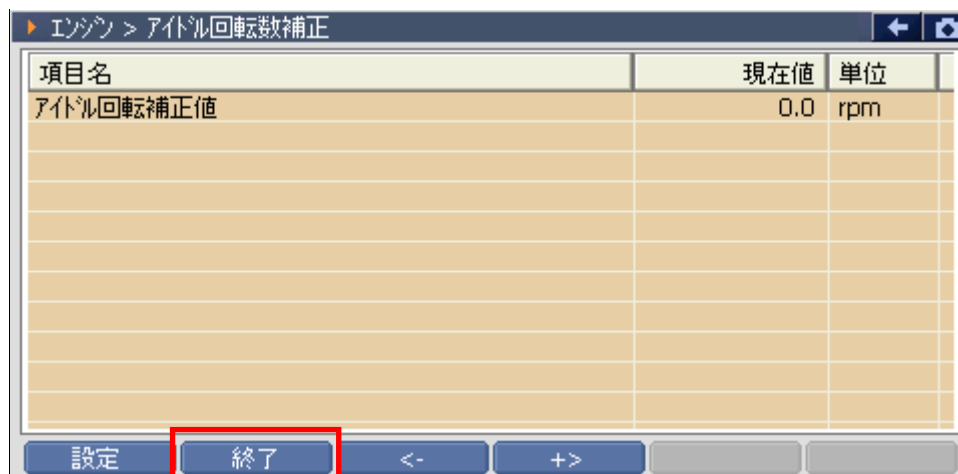 ｴﾝｼﾞﾝ > ｱｲﾄﾞﾙ回転数補正
項目名 現在値 単位
ｱｲﾄﾞﾙ回転補正値 0.0 rpm
設定 終了 <- +>